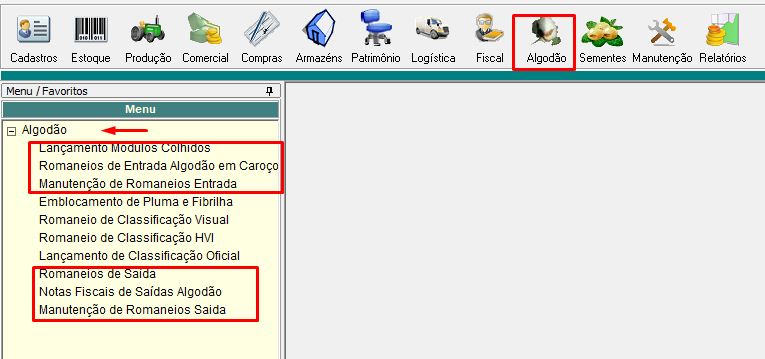 Cadastros Estoque Produção Comercial Compras Armazéns Patrimônio Logística Fiscal Algodão Sementes Manutenção Relatórios
Menu / Favoritos
Menu
Algodão
Lançamento Módulos Colhidos
Romaneios de Entrada Algodão em Caroço
Manutenção de Romaneios Entrada
Emblocamento de Pluma e Fibrilha
Romaneio de Classificação Visual
Romaneio de Classificação HVI
Lançamento de Classificação Oficial
Romaneios de Saida
Notas Fiscais de Saídas Algodão
Manutenção de Romaneios Saida